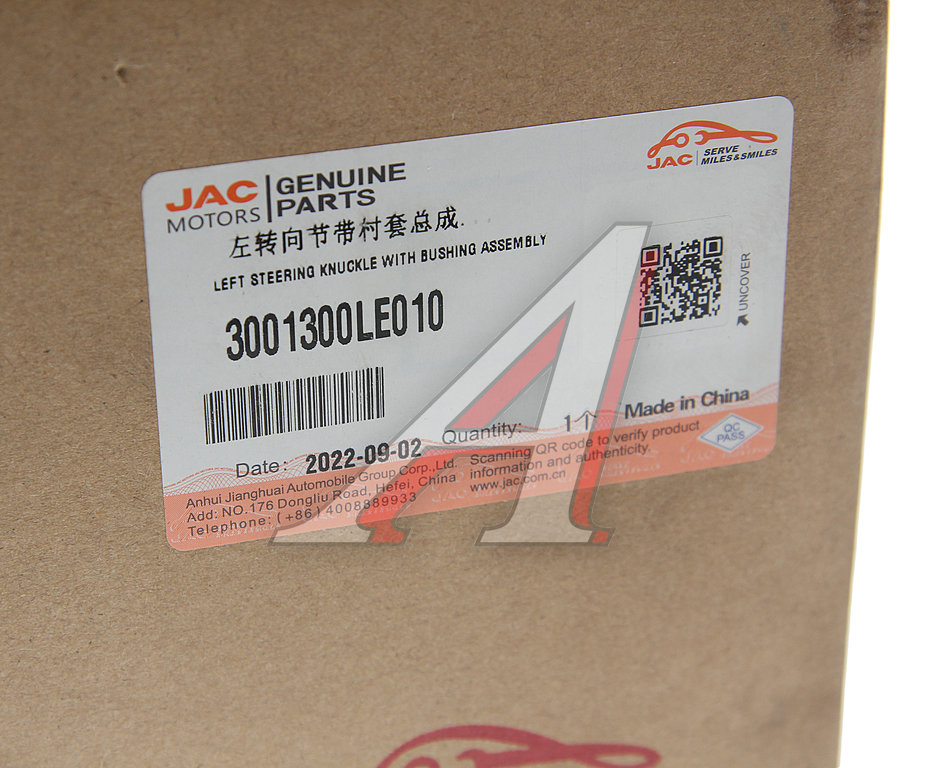 JAC MOTORS
GENUINE PARTS
JAC SERVE MILES&SMILES
左转向节带村套总成.
LEFT STEERING KNUCKLE WITH BUSHING ASSEMBLY
3001300LE010
UNCOVER
Made in China
Date: 2022-09-02
Quantity: 1个
QC PASS
Anhui Jianghuai Automobile Group Corp.,Ltd.
Add: NO.176 Dongliu Road, Hefei, China
Telephone: (+86)4008889933
Scanning QR code to verify product
information and authenticity.
www.jac.com.cn